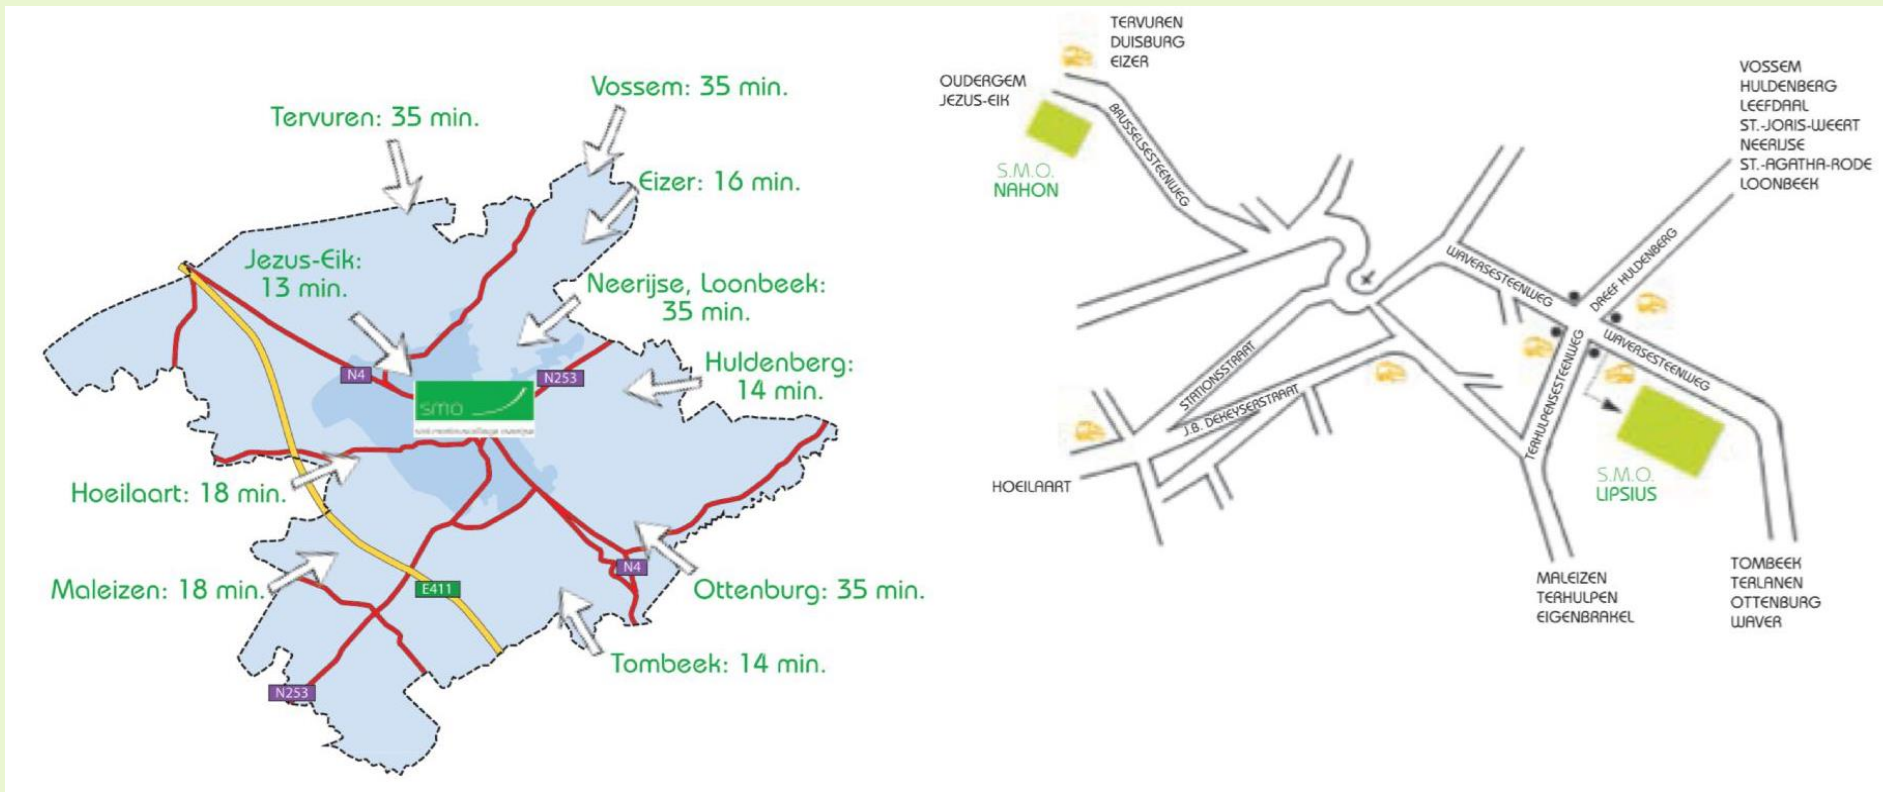 Vossem: 35 min.
Tervuren: 35 min.
Eizer: 16 min.
Jezus-Eik:
13 min.
Neerijse, Loonbeek:
35 min.
N4
N253
Huldenberg:
14 min.
smo
Hoeilaart: 18 min.
Maleizen: 18 min.
E411
N4
Ottenburg: 35 min.
Tombeek: 14 min.
N253
TERVUREN
DUISBURG
EIZER
OUDERGEM
JEZUS-EIK
BRUSSELSESTEENWEG
S.M.O.
NAHON
VOSSEM
HULDENBERG
LEEFDAAL
ST.-JORIS-WEERT
NEERIJSE
ST.-AGATHA-RODE
LOONBEEK
WAVERSESTEENWEG
DREEF HULDENBERG
WAVERSESTEENWEG
STATIONSSTRAAT
J.B. DEKEYSERSTRAAT
TERHULPENSESTEENWEG
HOEILAART
S.M.O.
LIPSIUS
MALEIZEN
TERHULPEN
EIGENBRAKEL
TOMBEEK
TERLANEN
OTTENBURG
WAVER